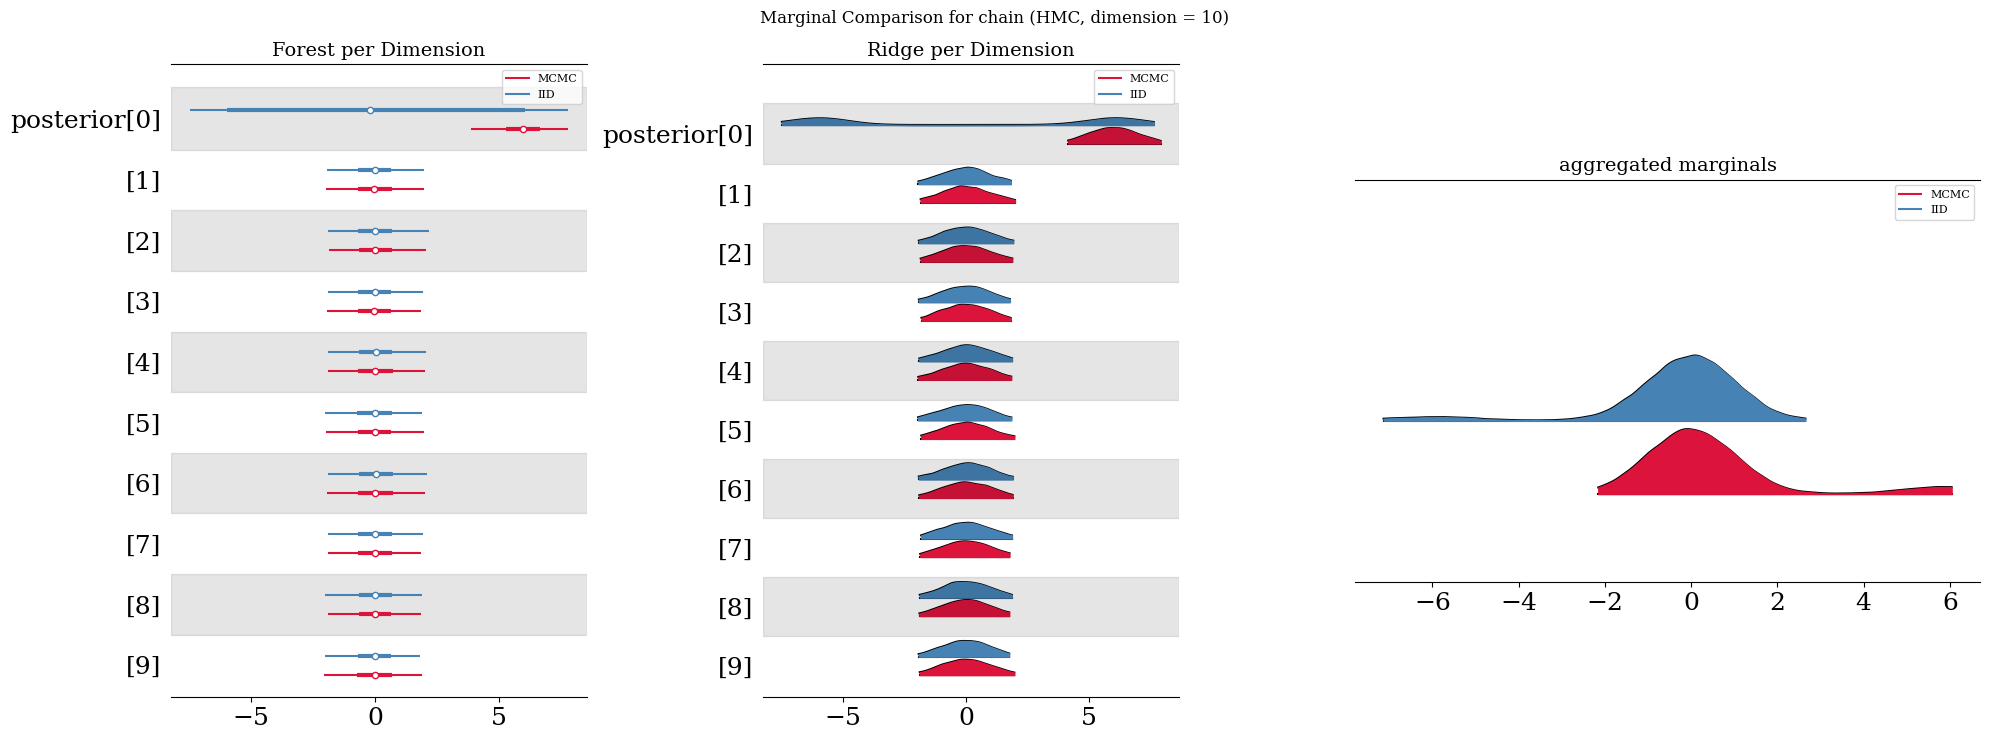 Marginal Comparison for chain (HMC, dimension = 10)
Forest per Dimension
MCMC
IID
posterior[0]
[1]
[2]
[3]
[4]
[5]
[6]
[7]
[8]
[9]
−5 0 5
Ridge per Dimension
MCMC
IID
posterior[0]
[1]
[2]
[3]
[4]
[5]
[6]
[7]
[8]
[9]
−5 0 5
aggregated marginals
MCMC
IID
−6 −4 −2 0 2 4 6